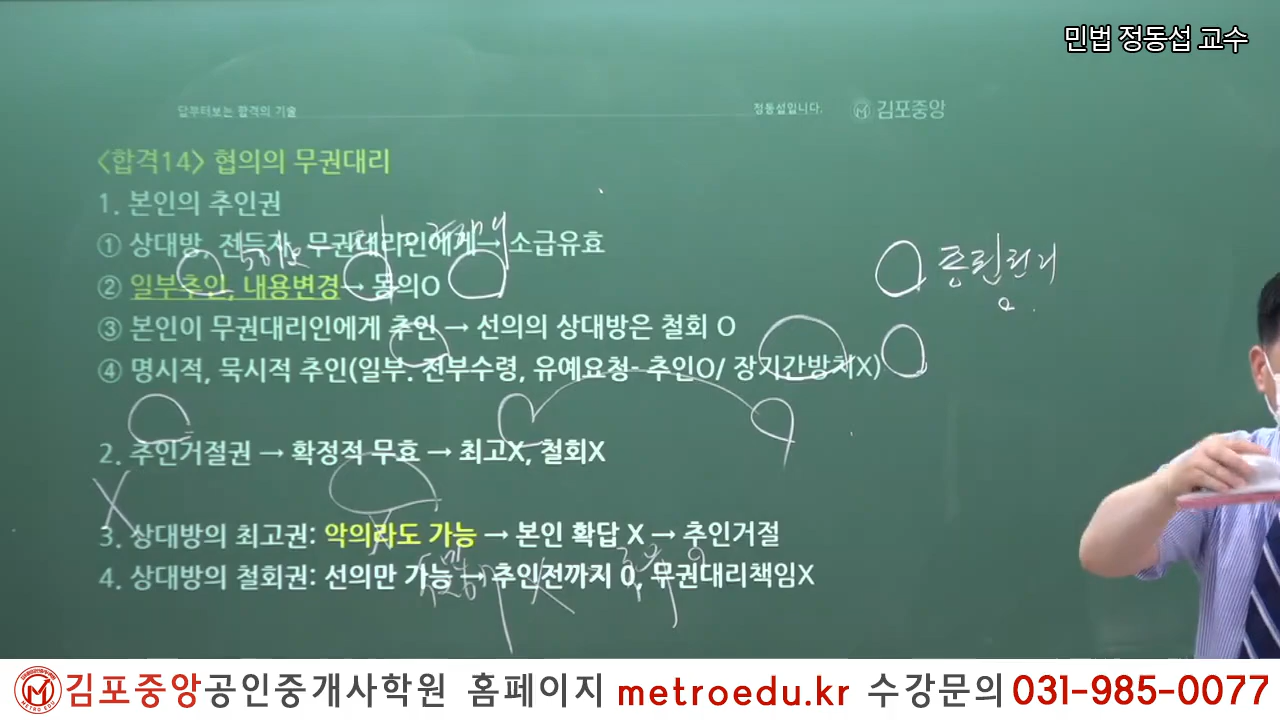 민법 정동섭 교수
답부터보는 합격의 기술
정동섭입니다. 김포중앙
<합격14> 협의의 무권대리
1. 본인의 추인권
① 상대방, 전득자, 무권대리인에게→ 소급유효
② 일부추인, 내용변경→ 동의O
③ 본인이 무권대리인에게 추인 → 선의의 상대방은 철회 O
④ 명시적, 묵시적 추인(일부. 전부수령, 유예요청- 추인O/ 장기간방치X)
2. 추인거절권 → 확정적 무효 → 최고X, 철회X
3. 상대방의 최고권: 악의라도 가능 → 본인 확답 X → 추인거절
4. 상대방의 철회권: 선의만 가능 → 추인전까지 0, 무권대리책임X
METRO EDU 김포중앙공인중개사학원 홈페이지 metroedu.kr 수강문의 031-985-0077